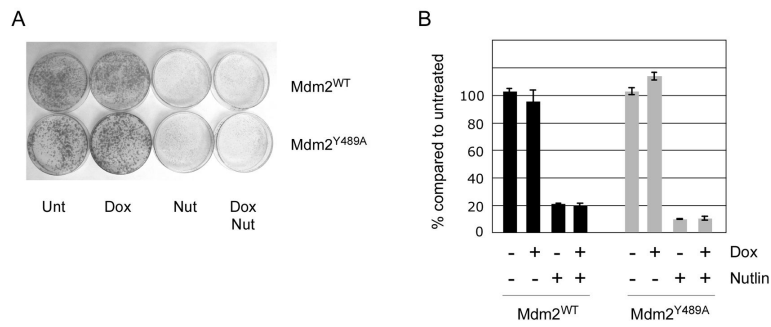 A
Mdm2WT
Mdm2Y489A
Unt Dox Nut Dox
Nut
B
% compared to untreated
100
80
60
40
20
0
- + - + - + - + Dox
- - + + - - + + Nutlin
Mdm2WT Mdm2Y489A